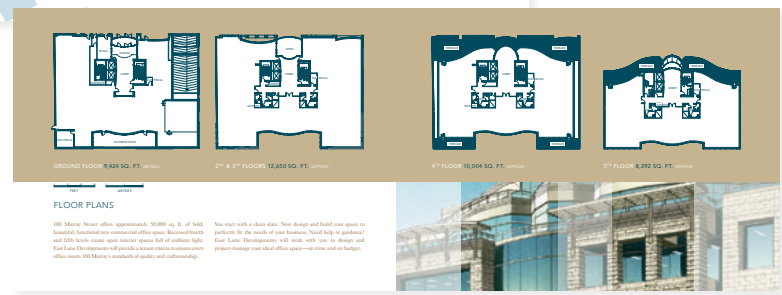 GROUND FLOOR 9,424 SQ. FT. (RETAIL)
2ND & 3RD FLOORS 12,650 SQ. FT. (OFFICE)
4TH FLOOR 10,004 SQ. FT. (OFFICE)
5TH FLOOR 8,292 SQ. FT. (OFFICE)
FEET METERS
FLOOR PLANS
100 Murray Street offers approximately 50,000 sq. ft. of bold,
beautiful, functional new commercial office space. Recessed fourth
and fifth levels create open interior spaces full of ambient light.
East Lane Developments will provide a tenant criteria to ensure every
office meets 100 Murray's standards of quality and craftsmanship.
You start with a clean slate. Now design and build your space to
perfectly fit the needs of your business. Need help or guidance?
East Lane Developments will work with you to design and
project-manage your ideal office space—on time and on budget.